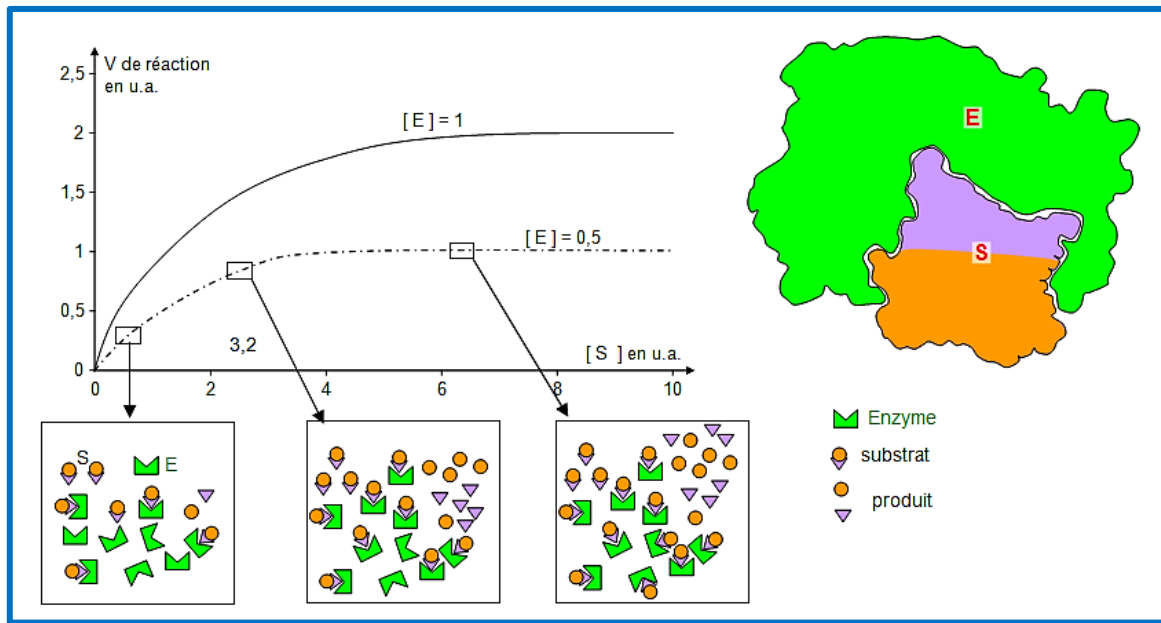 V de réaction
en u.a.
2,5
2
1,5
1
0,5
0
[ E ] = 1
[ E ] = 0,5
3,2
[ S ] en u.a.
0 2 4 6 8 10
E
S
S E
Enzyme
substrat
produit